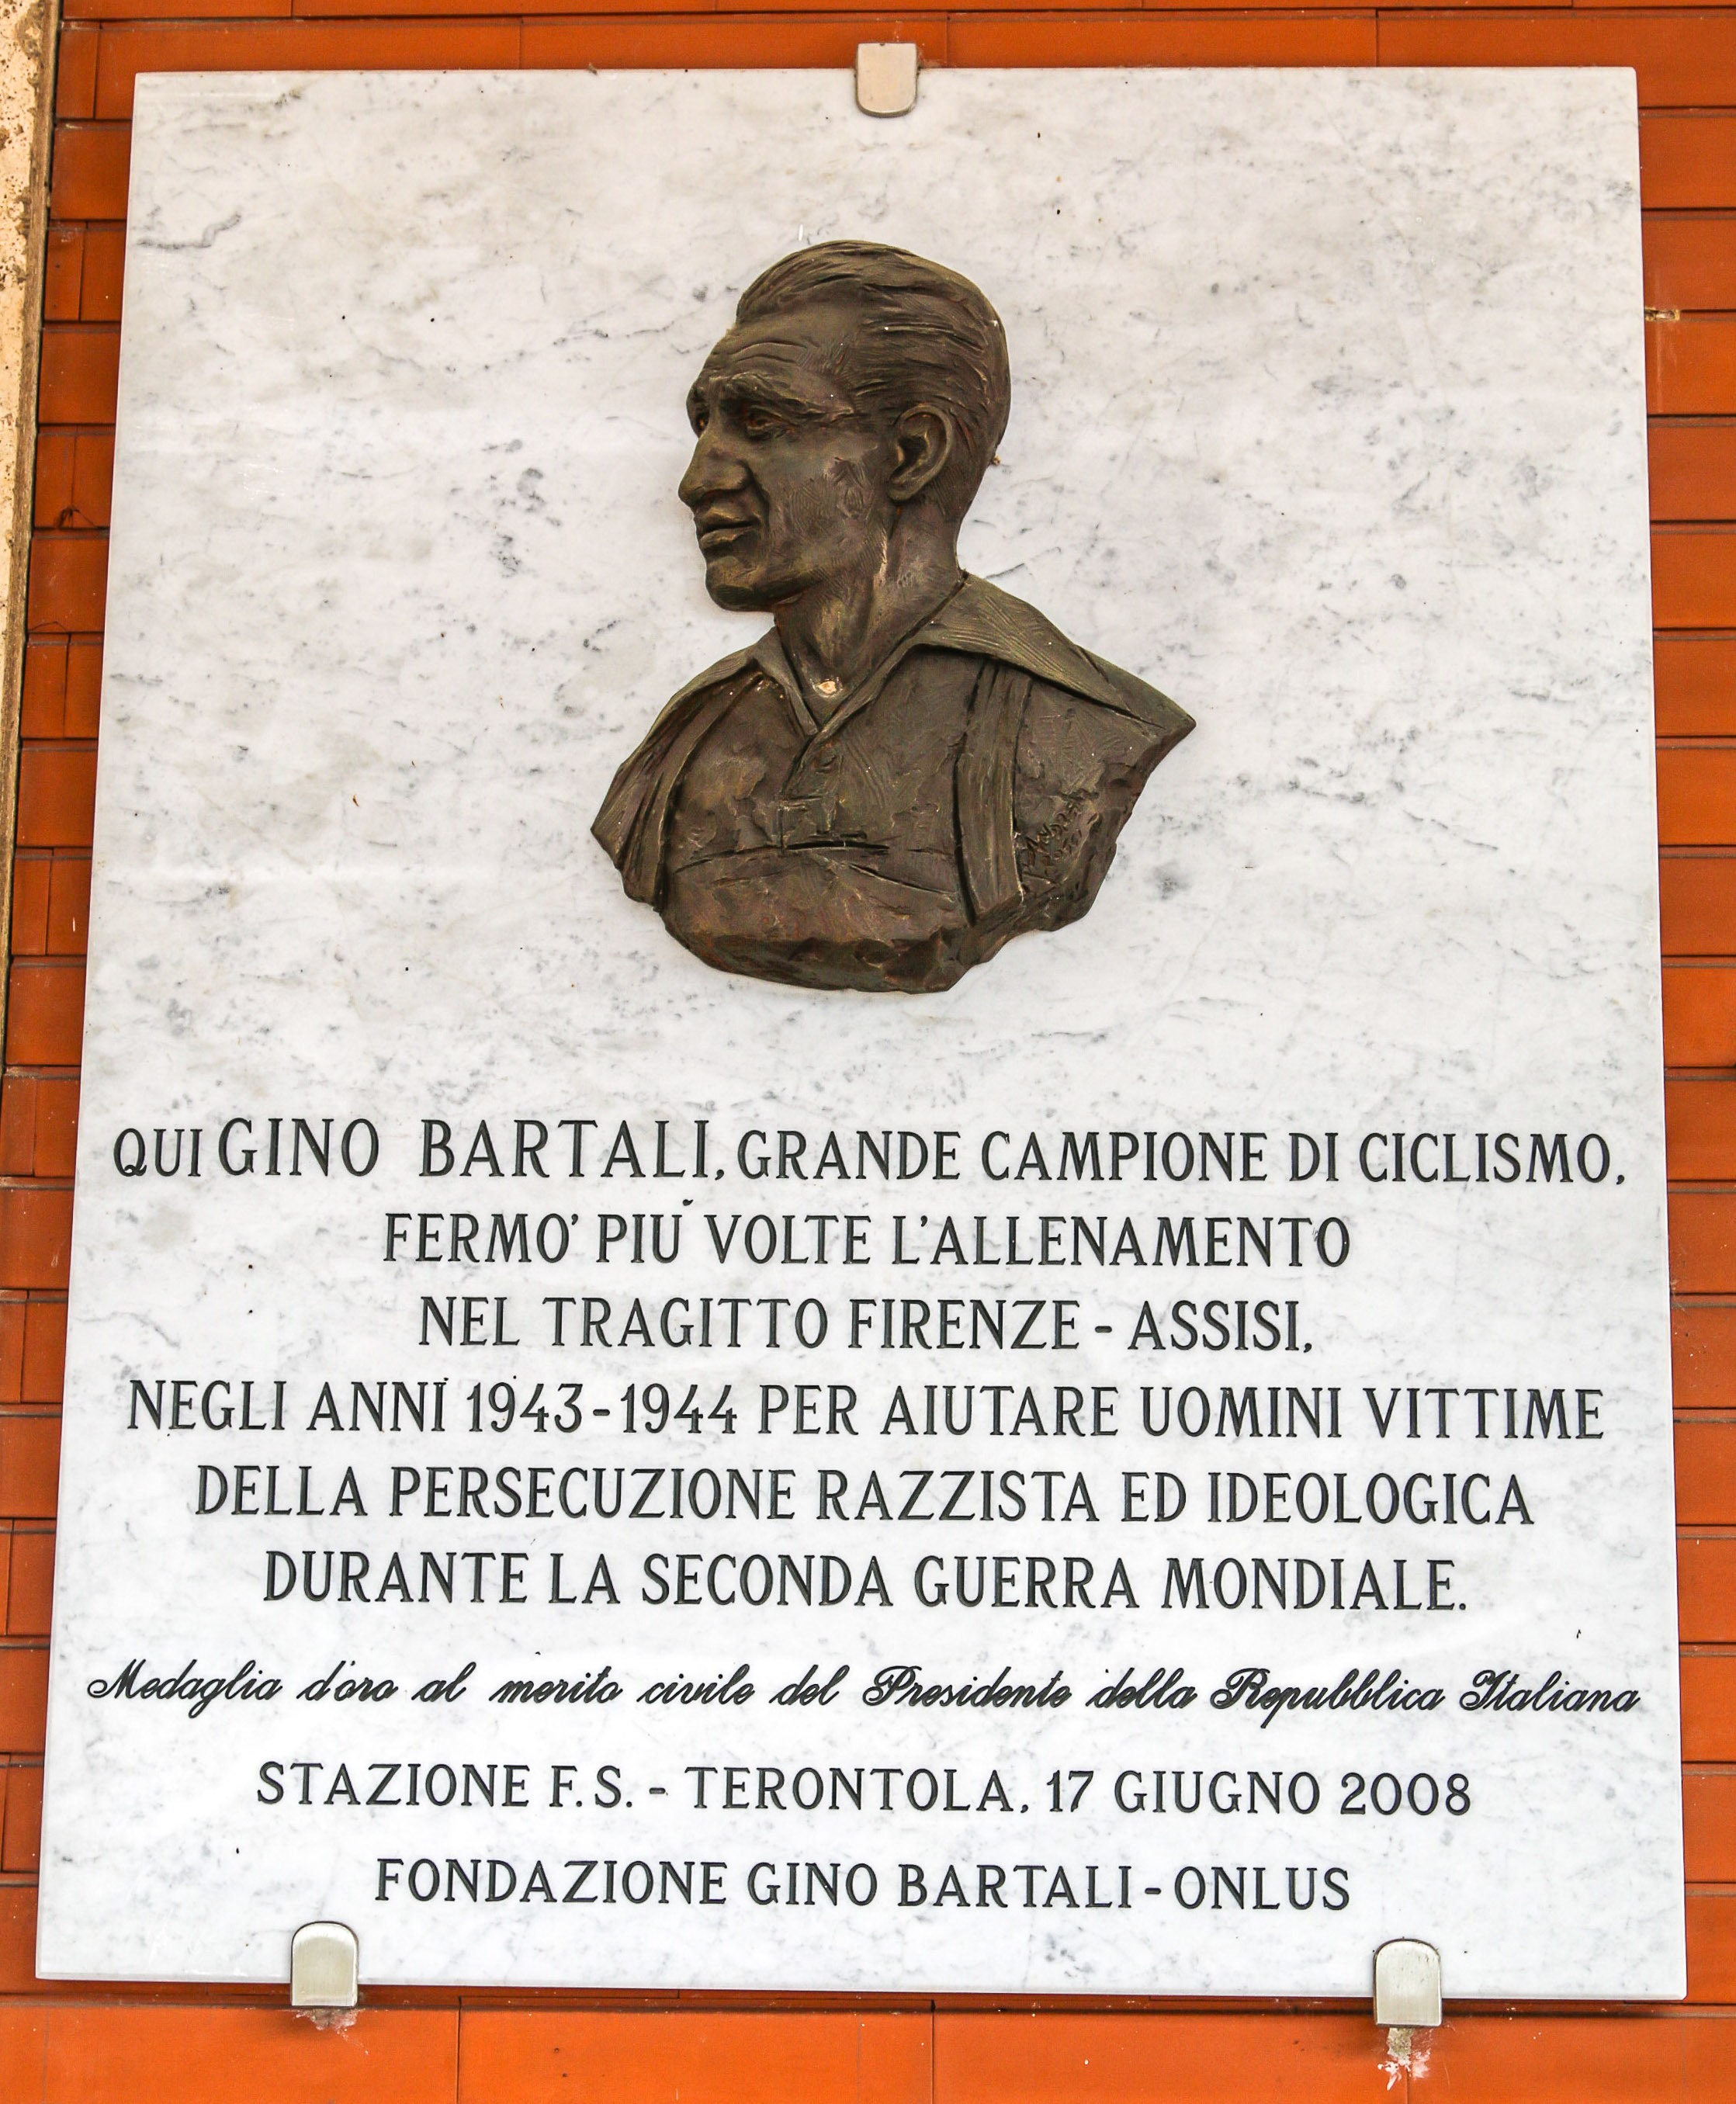 QUI GINO BARTALI, GRANDE CAMPIONE DI CICLISMO,
FERMO' PIU' VOLTE L'ALLENAMENTO
NEL TRAGITTO FIRENZE - ASSISI,
NEGLI ANNI 1943-1944 PER AIUTARE UOMINI VITTIME
DELLA PERSECUZIONE RAZZISTA ED IDEOLOGICA
DURANTE LA SECONDA GUERRA MONDIALE.
Medaglia d'oro al merito civile del Presidente della Repubblica Italiana
STAZIONE F.S. - TERONTOLA, 17 GIUGNO 2008
FONDAZIONE GINO BARTALI - ONLUS